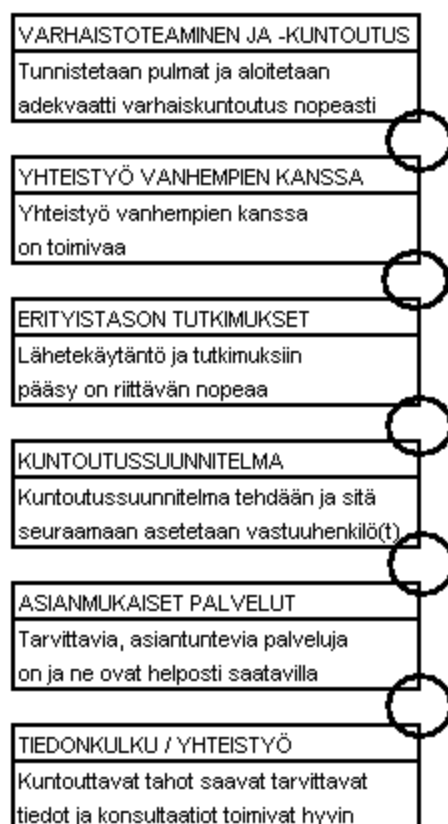 VARHAISTOTEAMINEN JA -KUNTOUTUS
Tunnistetaan pulmat ja aloitetaan
adekvaatti varhaiskuntoutus nopeasti
YHTEISTYÖ VANHEMPIEN KANSSA
Yhteistyö vanhempien kanssa
on toimivaa
ERITYISTASON TUTKIMUKSET
Lähetekäytäntö ja tutkimuksiin
pääsy on riittävän nopeaa
KUNTOUTUSSUUNNITELMA
Kuntoutussuunnitelma tehdään ja sitä
seuraamaan asetetaan vastuuhenkilö(t)
ASIANMUKAISET PALVELUT
Tarvittavia, asiantuntevia palveluja
on ja ne ovat helposti saatavilla
TIEDONKULKU / YHTEISTYÖ
Kuntouttavat tahot saavat tarvittavat
tiedot ja konsultaatiot toimivat hyvin